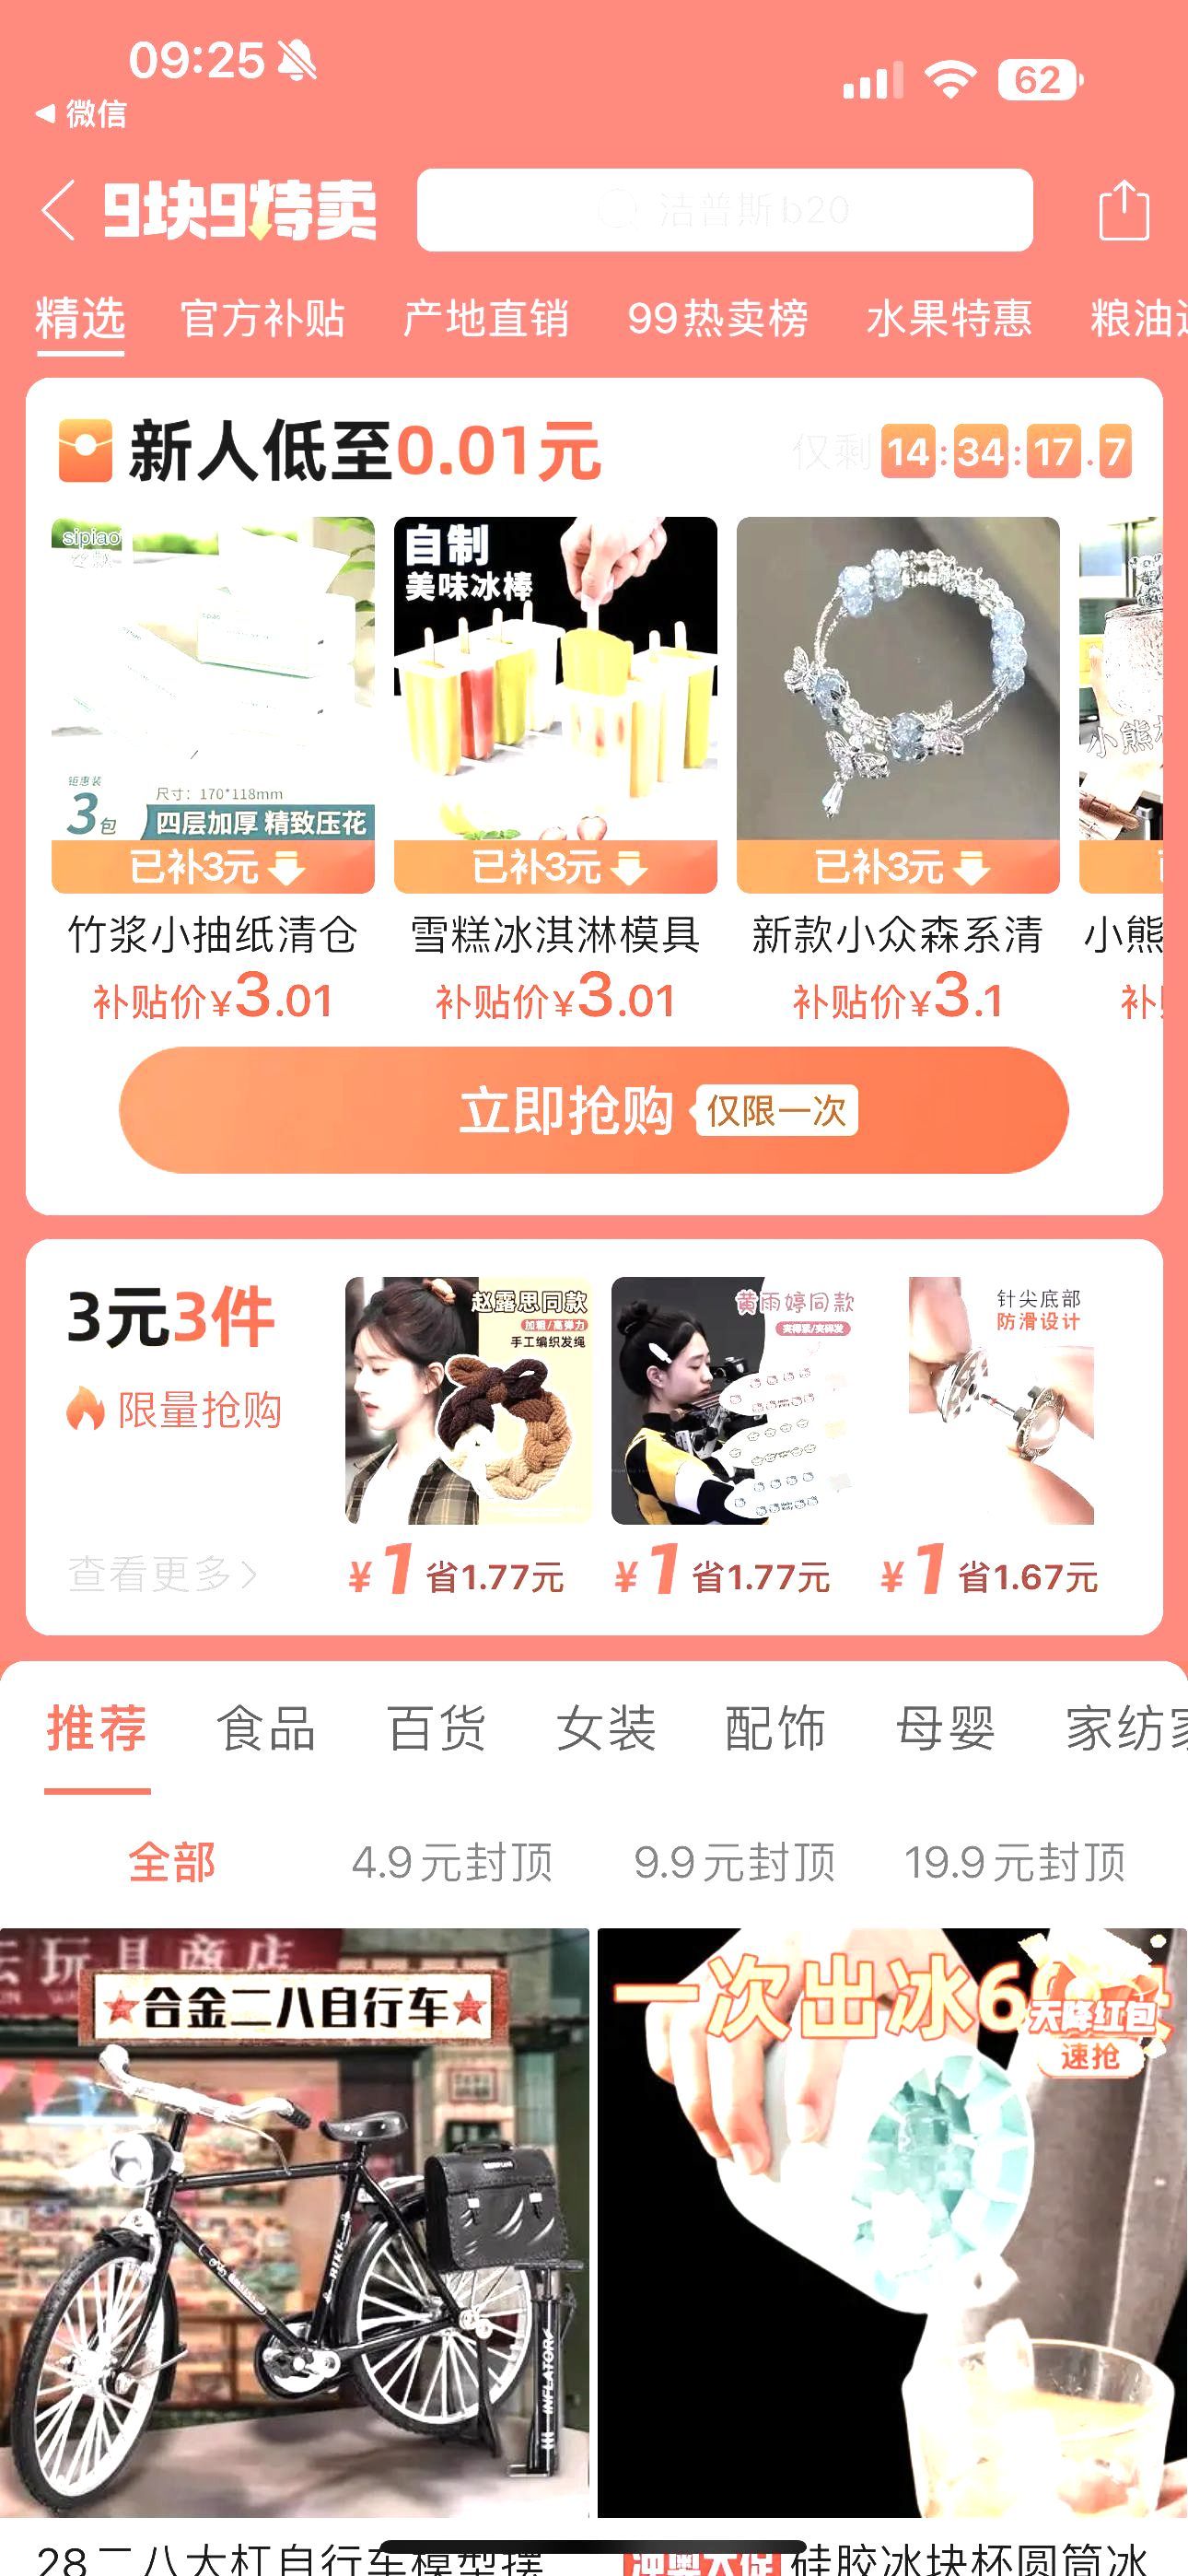 09:25
62
微信
9块9特卖
洁普斯b20
精选 官方补贴 产地直销 99热卖榜 水果特惠 粮油
新人低至0.01元
仅剩 14:34:17.7
sipiao
钜惠装
3包
尺寸：170*118mm
四层加厚 精致压花
自制
美味冰棒
小熊
已补3元 已补3元 已补3元
竹浆小抽纸清仓 雪糕冰淇淋模具 新款小众森系清 小熊
补贴价¥3.01 补贴价¥3.01 补贴价¥3.1 补
立即抢购 仅限一次
3元3件
限量抢购
查看更多
赵露思同款
加粗/高弹力
手工编织发绳
黄雨婷同款
针尖底部
防滑设计
¥1 省1.77元 ¥1 省1.77元 ¥1 省1.67元
推荐 食品 百货 女装 配饰 母婴 家纺
全部 4.9元封顶 9.9元封顶 19.9元封顶
玩具商店
合金二八自行车
BIKE
INFLATOR
一次出冰6
天降红包
速抢
28二八大杠自行车模型摆
硅胶冰块杯圆筒冰